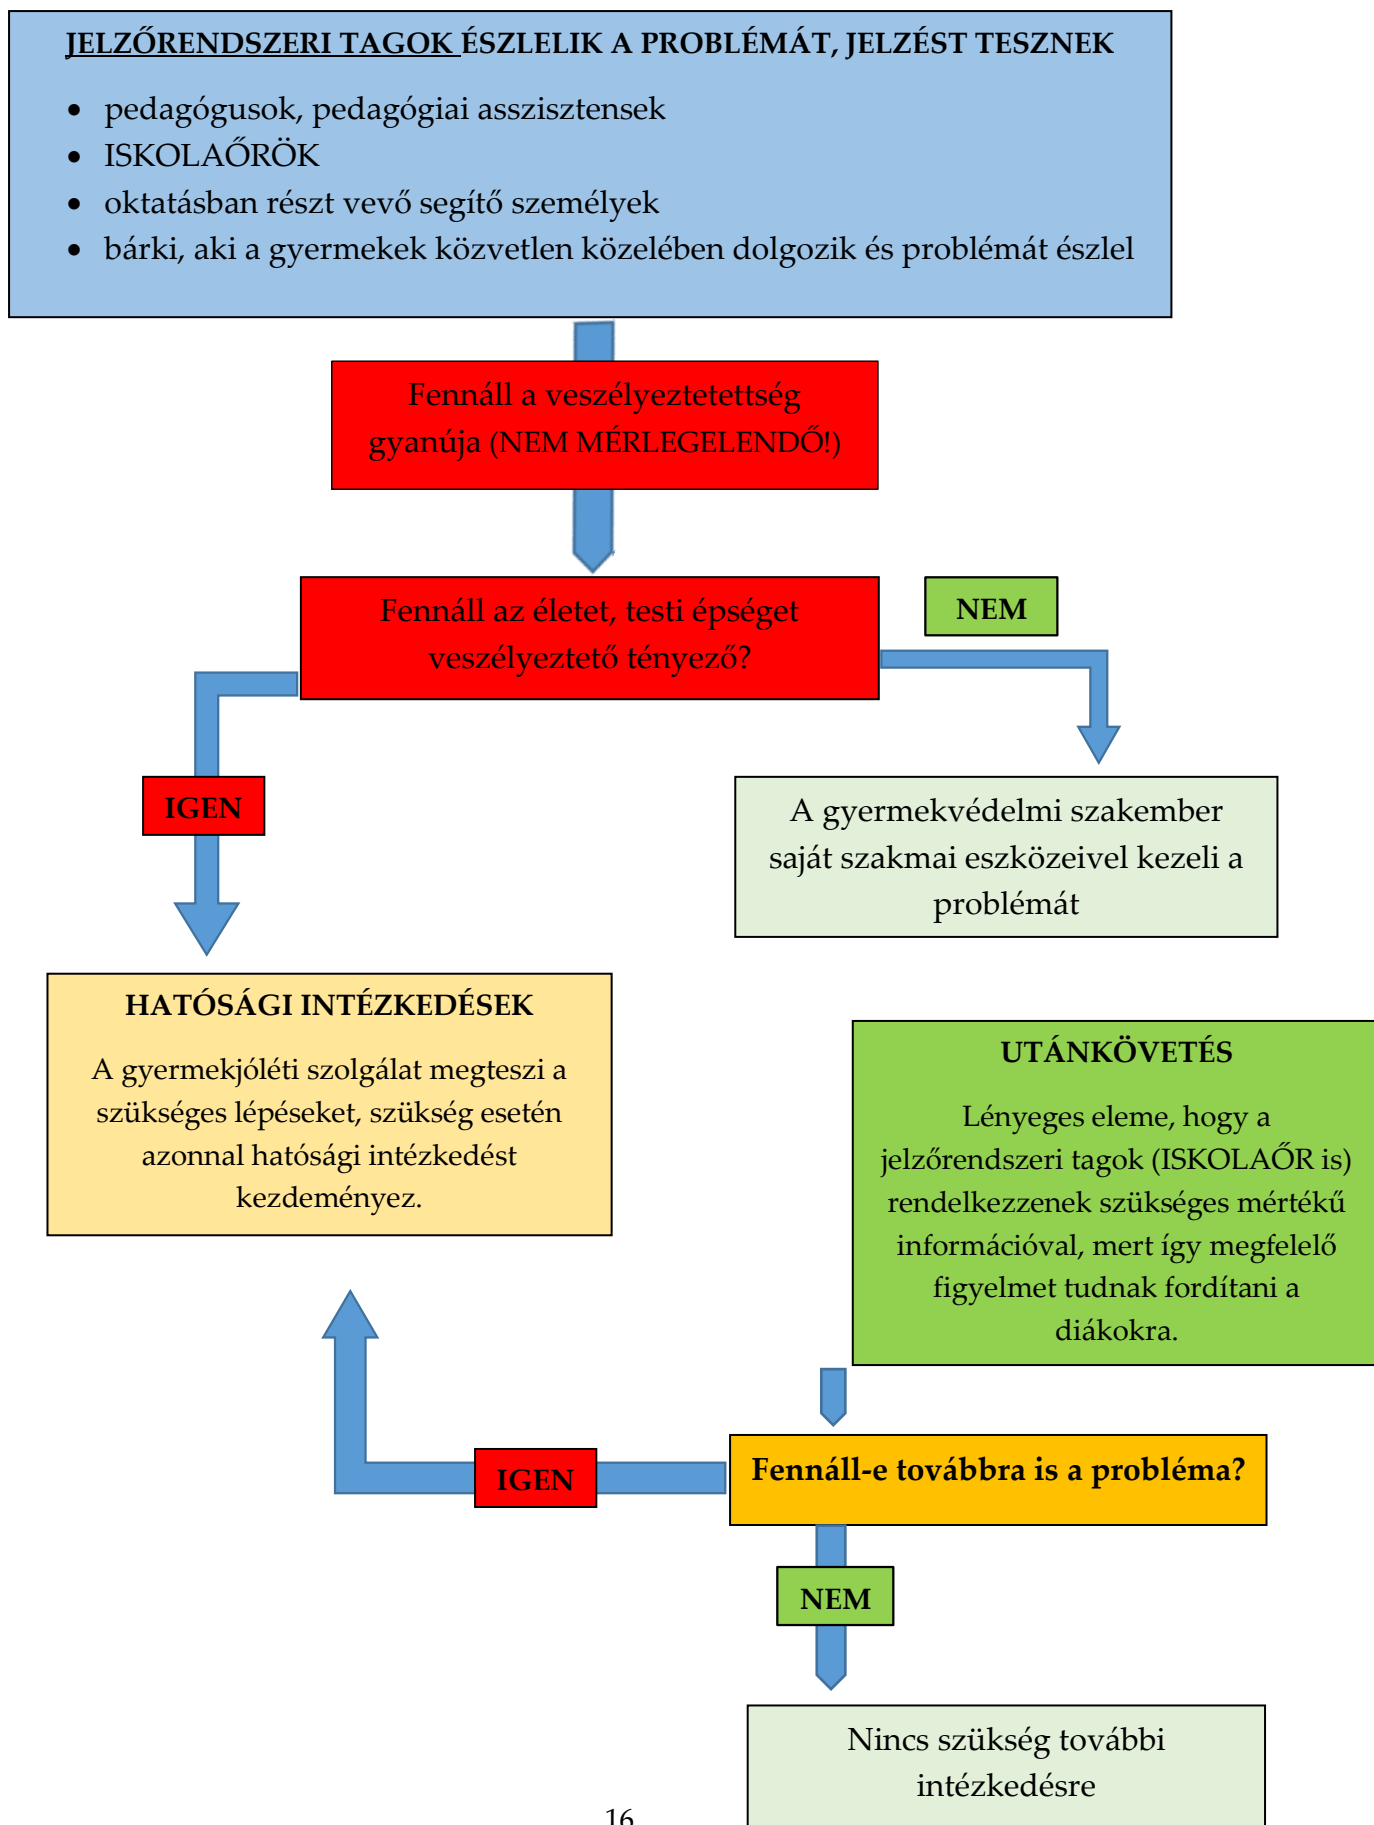 JELZŐRENDSZERI TAGOK ÉSZLELIK A PROBLÉMÁT, JELZÉST TESZNEK
• pedagógusok, pedagógiai asszisztensek
• ISKOLAŐRÖK
• oktatásban részt vevő segítő személyek
• bárki, aki a gyermekek közvetlen közelében dolgozik és problémát észlel
Fennáll a veszélyeztetettség
gyanúja (NEM MÉRLEGELENDŐ!)
Fennáll az életet, testi épséget
veszélyeztető tényező?
NEM
IGEN
A gyermekvédelmi szakember
saját szakmai eszközeivel kezeli a
problémát
HATÓSÁGI INTÉZKEDÉSEK
A gyermekjóléti szolgálat megteszi a
szükséges lépéseket, szükség esetén
azonnal hatósági intézkedést
kezdeményez.
UTÁNKÖVETÉS
Lényeges eleme, hogy a
jelzőrendszeri tagok (ISKOLAŐR is)
rendelkezzenek szükséges mértékű
információval, mert így megfelelő
figyelmet tudnak fordítani a
diákokra.
Fennáll-e továbbra is a probléma?
IGEN
NEM
Nincs szükség további
intézkedésre
16